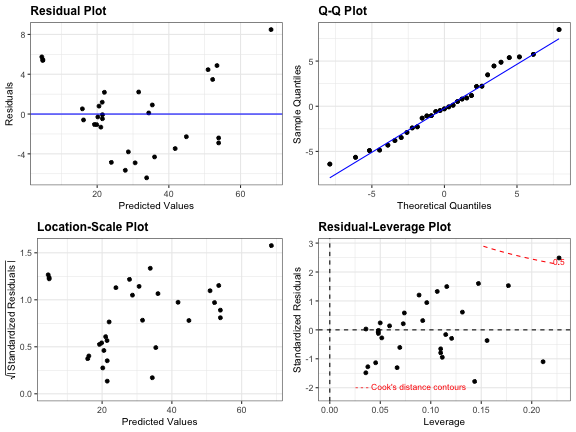 Residual Plot
Residuals
8
4
0
-4
20
40
60
Predicted Values
Q-Q Plot
Sample Quantiles
5
0
-5
-5
0
5
Theoretical Quantiles
Location-Scale Plot
√|Standardized Residuals|
1.5
1.0
0.5
0.0
20
40
60
Predicted Values
Residual-Leverage Plot
Standardized Residuals
3
2
1
0
-1
-2
0.5
Cook's distance contours
0.00
0.05
0.10
0.15
0.20
Leverage